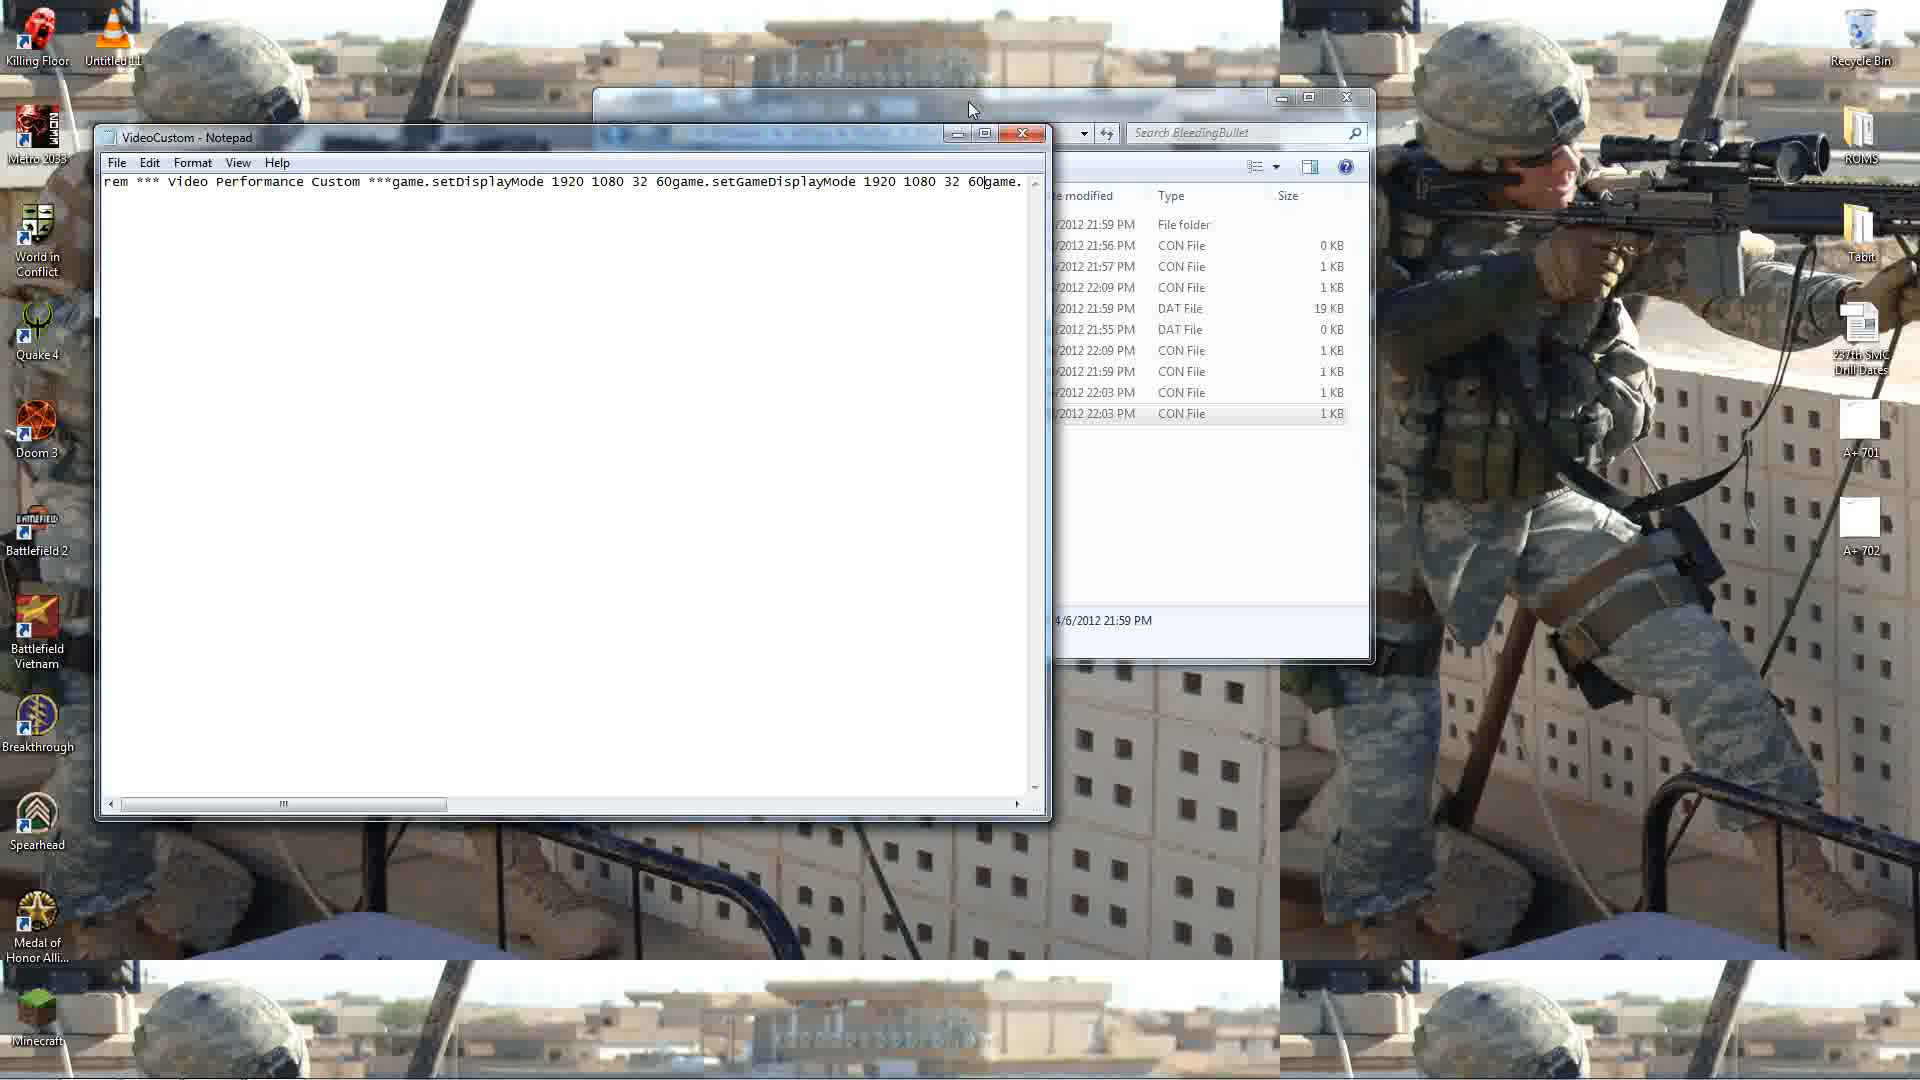 Killing Floor
Untitled 11
Metro 2033
World in
Conflict
Quake 4
Doom 3
Battlefield 2
Battlefield
Vietnam
Breakthrough
Spearhead
Medal of
Honor Alli...
Minecraft
VideoCustom - Notepad
File Edit Format View Help
rem *** Video Performance Custom ***game.setDisplayMode 1920 1080 32 60game.setGameDisplayMode 1920 1080 32 60game.
Search BleedingBullet
te modified Type Size
/2012 21:59 PM File folder
/2012 21:56 PM CON File 0 KB
/2012 21:57 PM CON File 1 KB
/2012 22:09 PM CON File 1 KB
/2012 21:59 PM DAT File 19 KB
/2012 21:55 PM DAT File 0 KB
/2012 22:09 PM CON File 1 KB
/2012 21:59 PM CON File 1 KB
/2012 22:03 PM CON File 1 KB
/2012 22:03 PM CON File 1 KB
4/6/2012 21:59 PM
Recycle Bin
ROMS
Tabit
237th SMC
Drill Dates
A+ 701
A+ 702